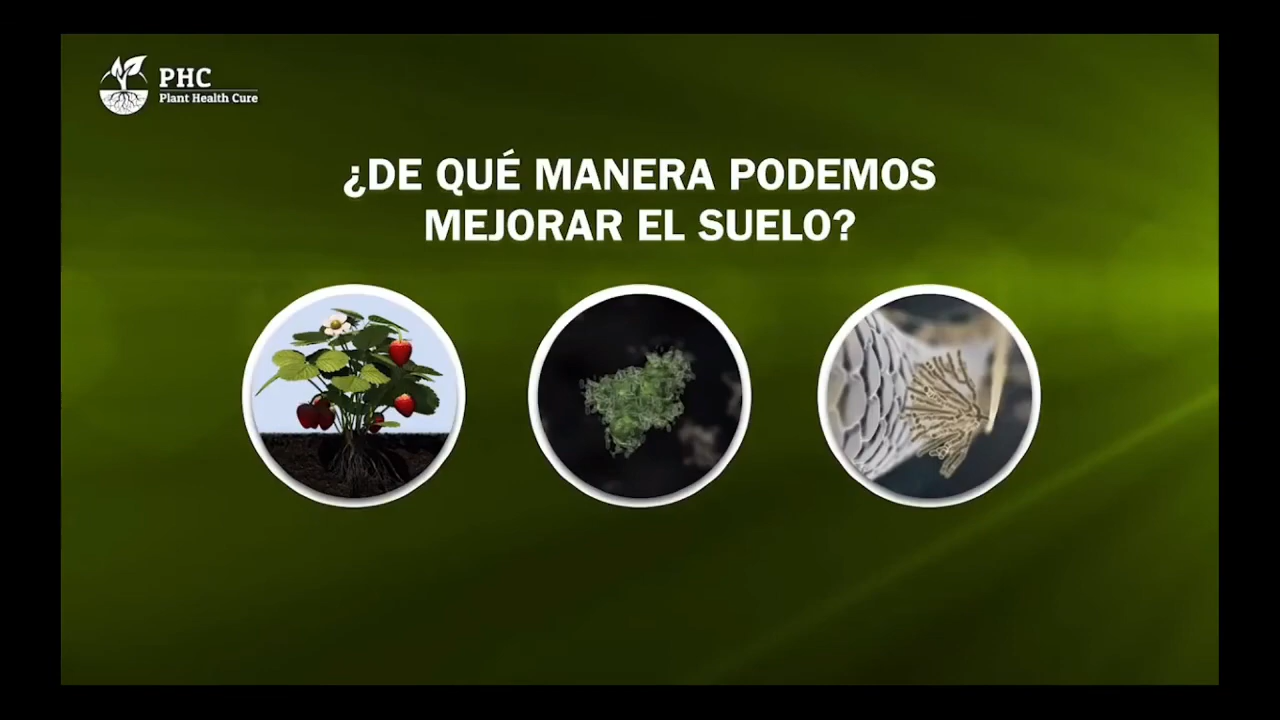 PHC
Plant Health Cure
¿DE QUÉ MANERA PODEMOS
MEJORAR EL SUELO?